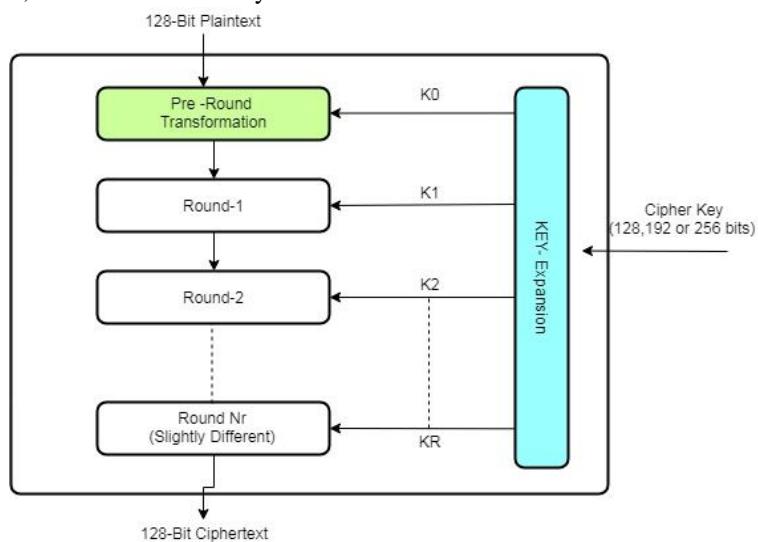 128-Bit Plaintext
Pre -Round
Transformation
K0
Round-1
K1
Cipher Key
(128,192 or 256 bits)
KEY- Expansion
Round-2
K2
Round Nr
(Slightly Different)
KR
128-Bit Ciphertext